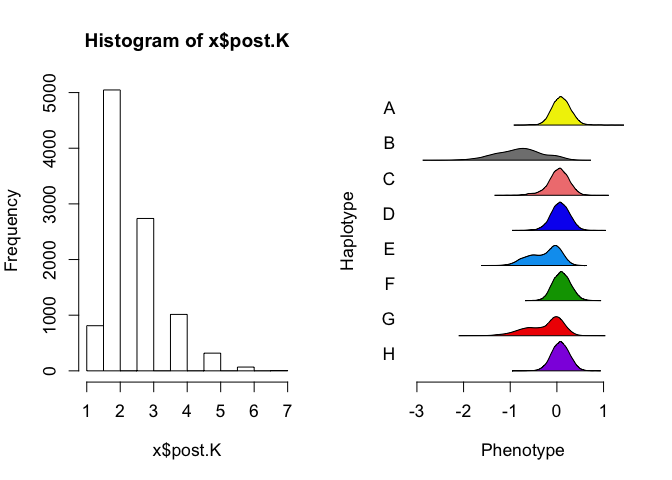 Histogram of x$post.K
Frequency
0
1000
2000
3000
4000
5000
1 2 3 4 5 6 7
x$post.K
Haplotype
A
B
C
D
E
F
G
H
-3 -2 -1 0 1
Phenotype